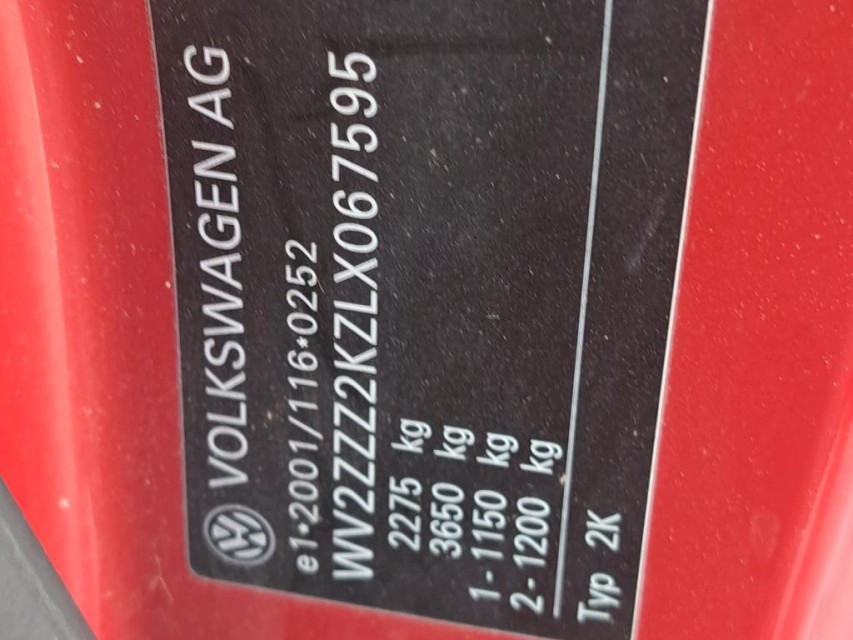 VOLKSWAGEN AG
e1*2001/116*0252
WV2ZZZ2KZLX067595
2275 kg
3650 kg
1- 1150 kg
2- 1200 kg
Typ 2K